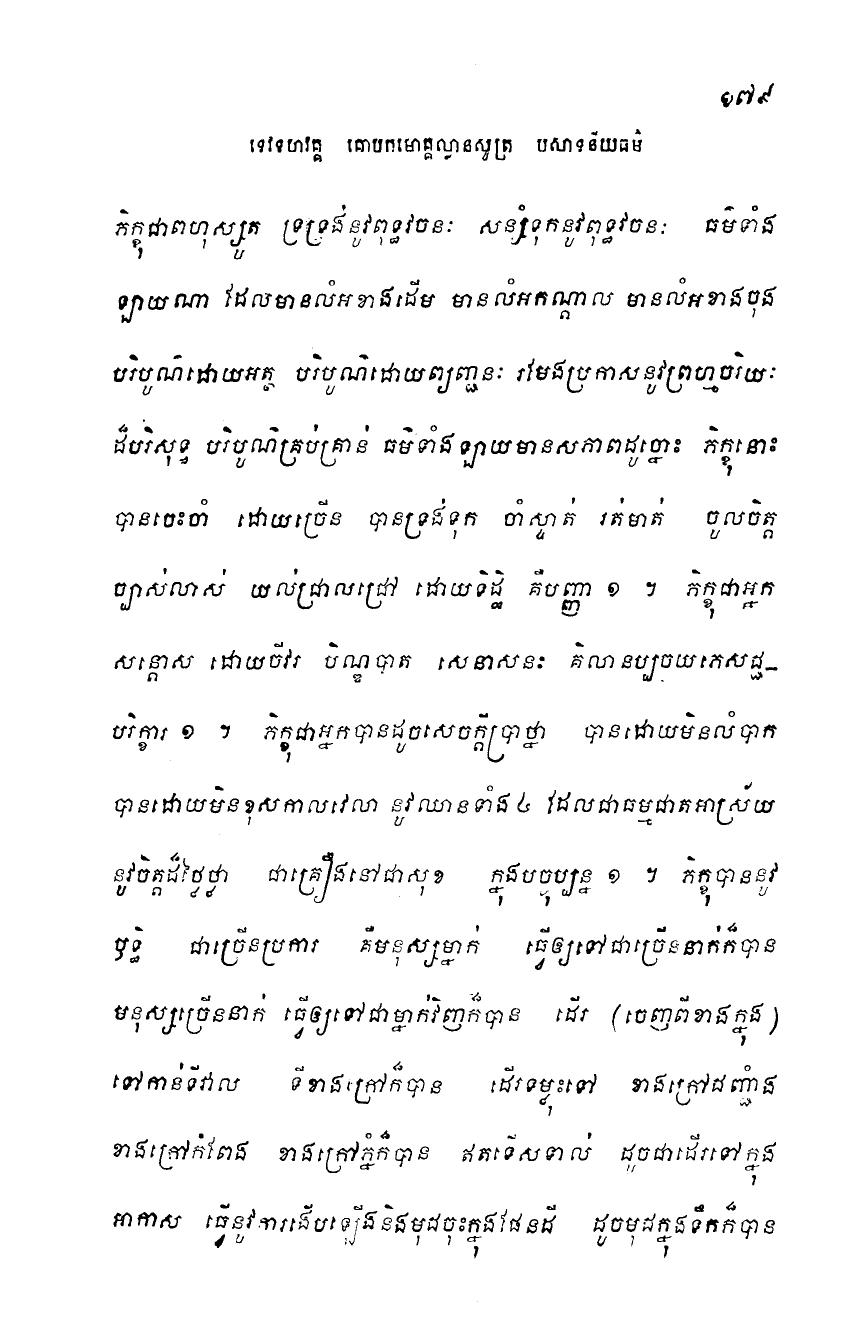 ១៧៩
ទេវទហវគ្គ គោបកមោគ្គល្លានសូត្រ បសាទនីយធម៌
ភិក្ខុជាពហុស្សូត ទ្រទ្រង់នូវពុទ្ធវចនៈ សន្សំទុកនូវពុទ្ធវចនៈ ធម៌ទាំង
ឡាយណា ដែលមានលំអខាងដើម មានលំអកណ្តាល មានលំអខាងចុង
បរិបូណ៌ដោយអត្ថ បរិបូណ៌ដោយព្យញ្ជនៈ រមែងប្រកាសនូវព្រហ្មចរិយៈ
ដ៏បរិសុទ្ធ បរិបូណ៌គ្រប់គ្រាន់ ធម៌ទាំងឡាយមានសភាពដូច្នោះ ភិក្ខុនោះ
បានចេះចាំ ដោយច្រើន បានទ្រង់ទុក ចាំស្ទាត់ រត់មាត់ ចូលចិត្ត
ច្បាស់លាស់ យល់ជ្រាលជ្រៅ ដោយទិដ្ឋិ គឺបញ្ញា ១ ។ ភិក្ខុជាអ្នក
សន្តោស ដោយចីវរ បិណ្ឌបាត សេនាសនៈ គិលានប្បច្ចយភេសជ្ជ-
បរិក្ខារ ១ ។ ភិក្ខុជាអ្នកបានដូចសេចក្តីប្រាថ្នា បានដោយមិនលំបាក
បានដោយមិនខុសកាលវេលា នូវឈានទាំង៤ ដែលជាធម្មជាតអាស្រ័យ
នូវចិត្តដ៏ថ្លៃថ្លា ជាគ្រឿងនៅជាសុខ ក្នុងបច្ចុប្បន្ន ១ ។ ភិក្ខុបាននូវ
ឫទ្ធិ ជាច្រើនប្រការ គឺមនុស្សម្នាក់ ធ្វើឲ្យទៅជាច្រើននាក់ក៏បាន
មនុស្សច្រើននាក់ ធ្វើឲ្យទៅជាម្នាក់វិញក៏បាន ដើរ (ចេញពីខាងក្នុង)
ទៅកាន់ទីវាល ទីខាងក្រៅក៏បាន ដើរទម្លុះទៅ ខាងក្រៅជញ្ជាំង
ខាងក្រៅកំពែង ខាងក្រៅភ្នំក៏បាន ឥតទើសទាល់ ដូចជាដើរទៅក្នុង
អាកាស ធ្វើនូវការងើបឡើងនិងមុជចុះក្នុងផែនដី ដូចមុជក្នុងទឹកក៏បាន